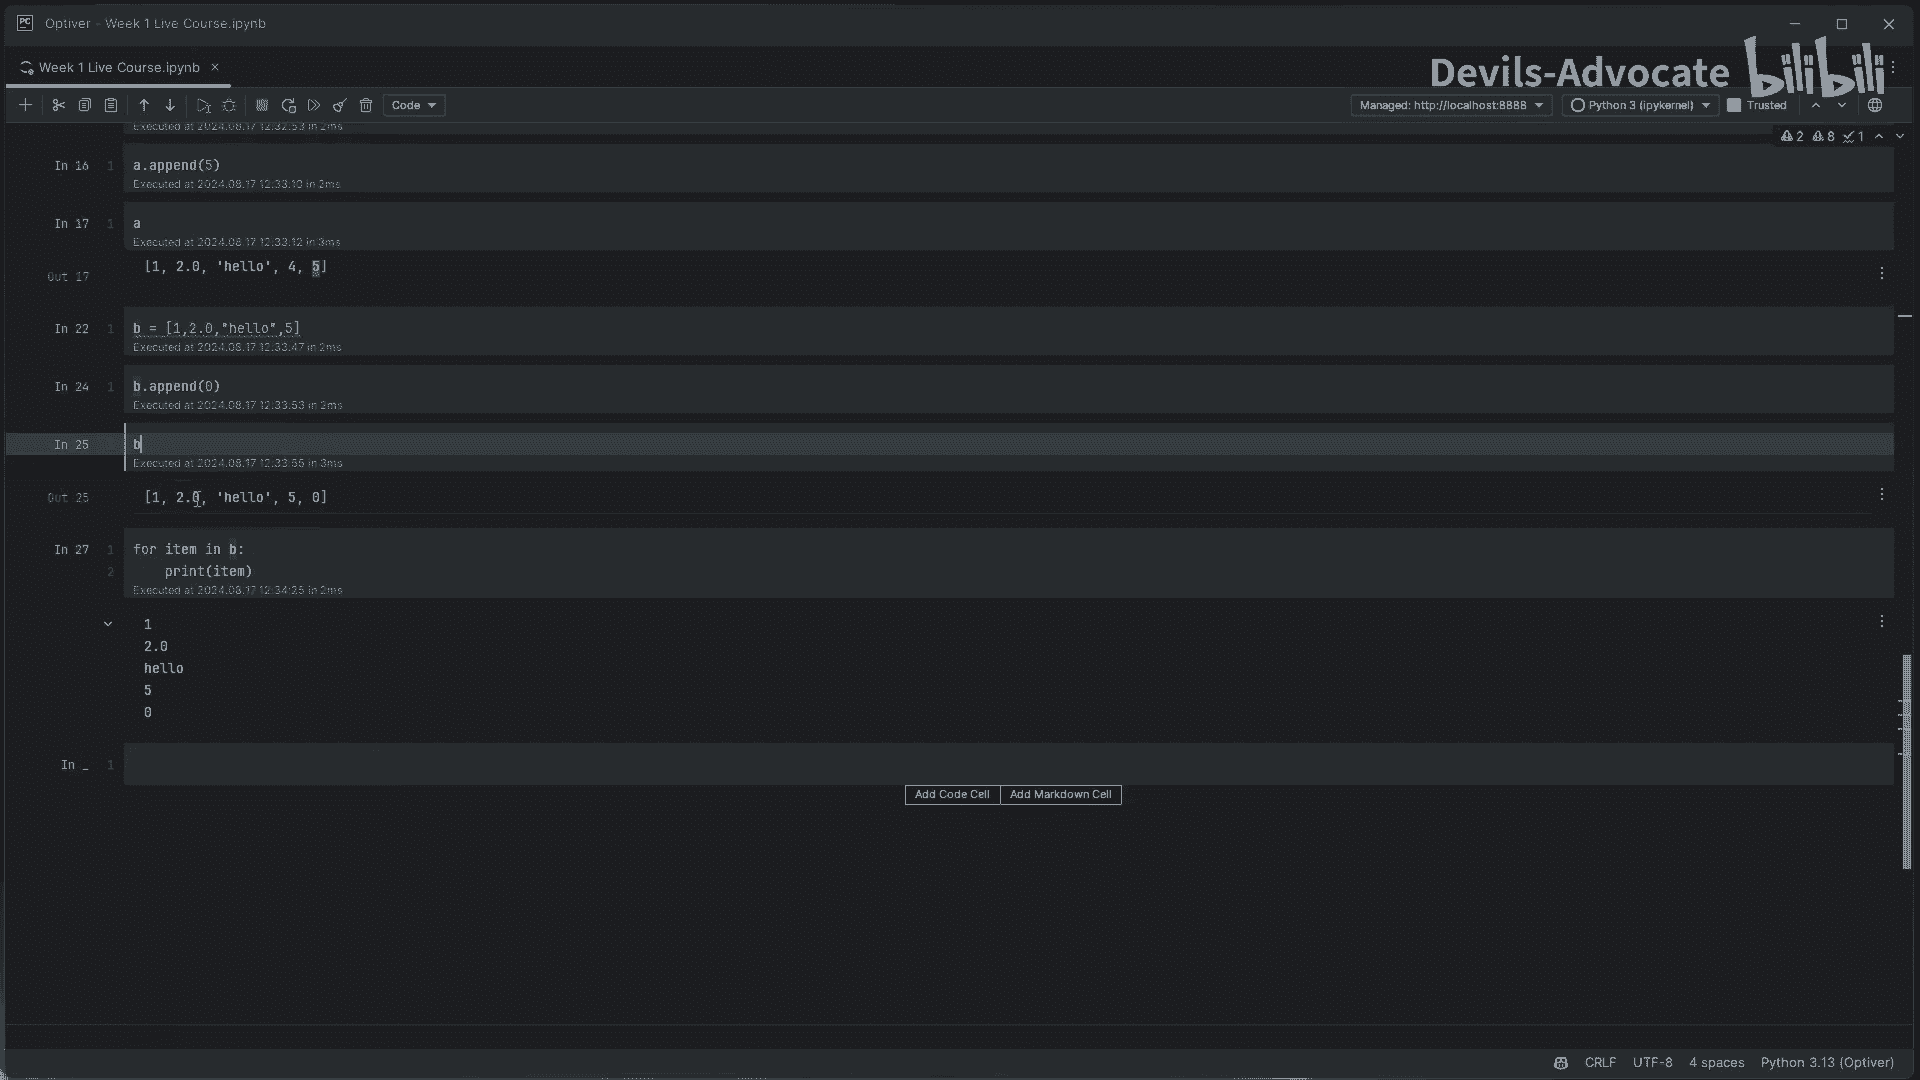 PC Optiver – Week 1 Live Course.ipynb
Week 1 Live Course.ipynb
Devils-Advocate bilibili
Code
Managed: http://localhost:8888
Python 3 (ipykernel)
Trusted
Executed at 2024.08.17 12:32:53 in 2ms
2 8 1
In 16 1 a.append(5)
Executed at 2024.08.17 12:33:10 in 2ms
In 17 1 a
Executed at 2024.08.17 12:33:12 in 3ms
Out 17 [1, 2.0, 'hello', 4, 5]
In 22 1 b = [1,2.0,"hello",5]
Executed at 2024.08.17 12:33:47 in 2ms
In 24 1 b.append(0)
Executed at 2024.08.17 12:33:53 in 2ms
In 25 b
Executed at 2024.08.17 12:33:55 in 3ms
Out 25 [1, 2.0, 'hello', 5, 0]
In 27 1 for item in b:
2 print(item)
Executed at 2024.08.17 12:34:25 in 2ms
1
2.0
hello
5
0
In _ 1
Add Code Cell Add Markdown Cell
CRLF UTF-8 4 spaces Python 3.13 (Optiver)